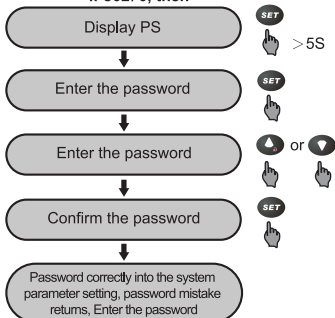 Display PS
SET
>5S
Enter the password
SET
Enter the password
or
Confirm the password
SET
Password correctly into the system
parameter setting, password mistake
returns, Enter the password